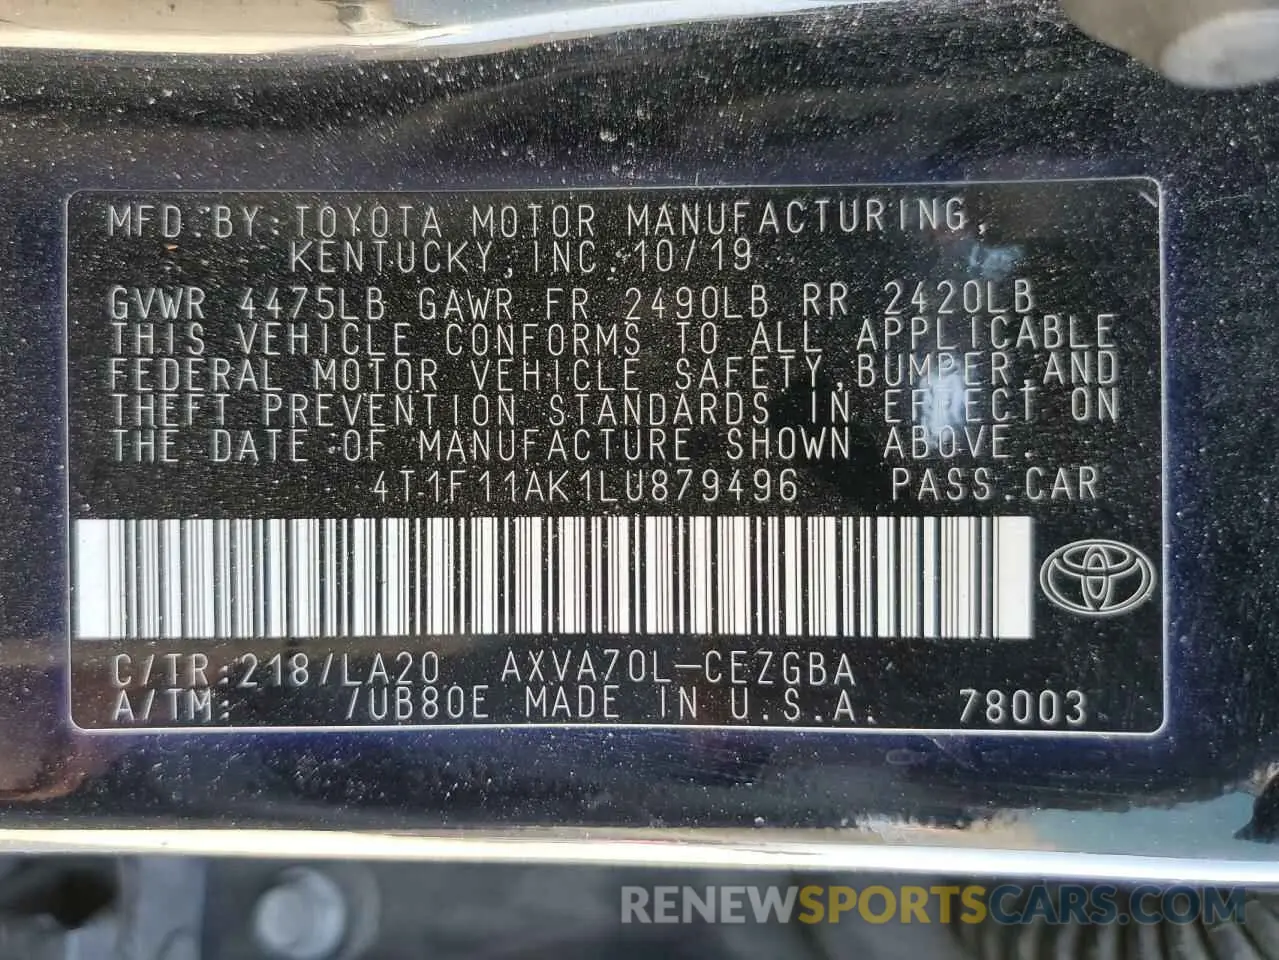 MFD.BY:TOYOTA MOTOR MANUFACTURING,
KENTUCKY, INC. 10/19
GVWR 4475LB GAWR FR 2490LB RR 2420LB
THIS VEHICLE CONFORMS TO ALL APPLICABLE
FEDERAL MOTOR VEHICLE SAFETY,BUMPER,AND
THEFT PREVENTION STANDARDS IN EFFECT ON
THE DATE OF MANUFACTURE SHOWN ABOVE.
4T1F11AK1LU879496 PASS.CAR
C/TR:218/LA20 AXVA70L-CEZGBA
A/TM: /UB80E MADE IN U.S.A. 78003
RENEWSPORTSCARS.COM